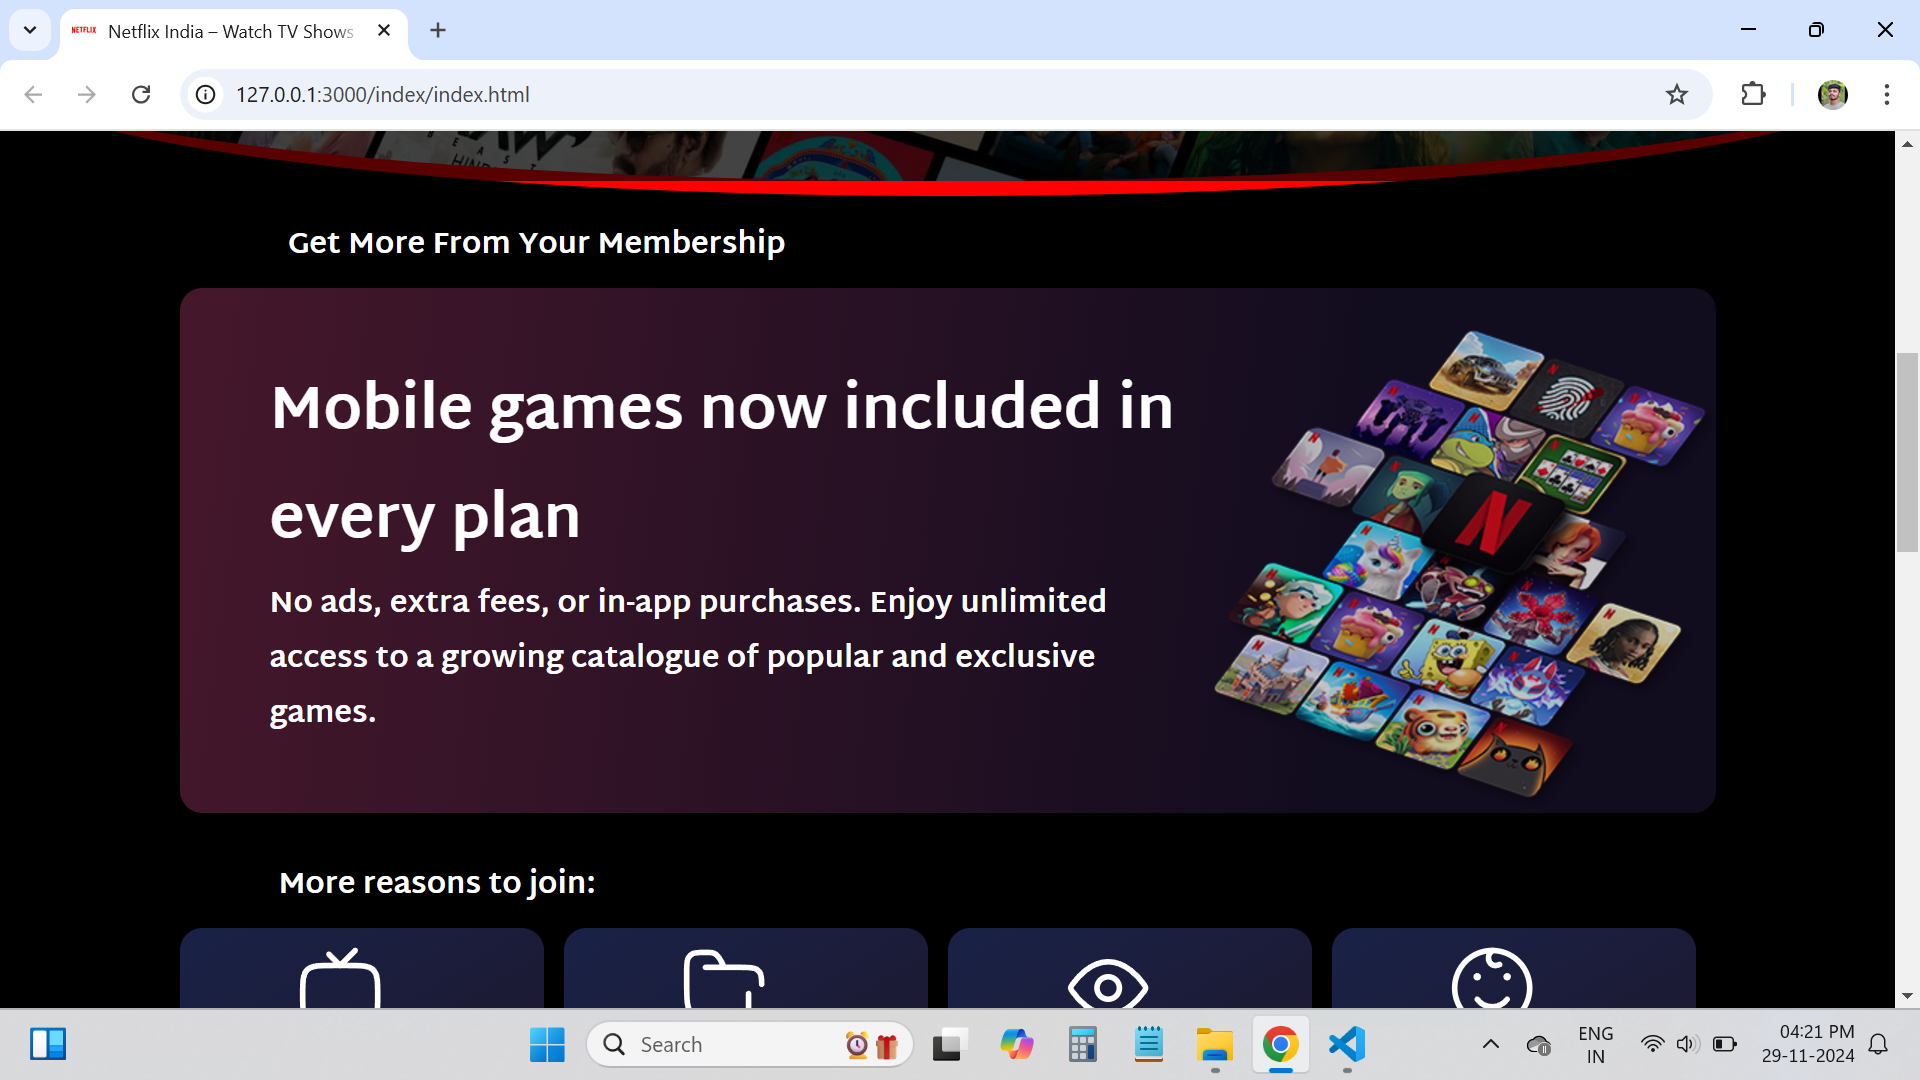 NETFLIX Netflix India – Watch TV Shows
127.0.0.1:3000/index/index.html
EAST
HIND
Get More From Your Membership
Mobile games now included in
every plan
No ads, extra fees, or in-app purchases. Enjoy unlimited
access to a growing catalogue of popular and exclusive
games.
N
More reasons to join:
Search
ENG
IN
04:21 PM
29-11-2024